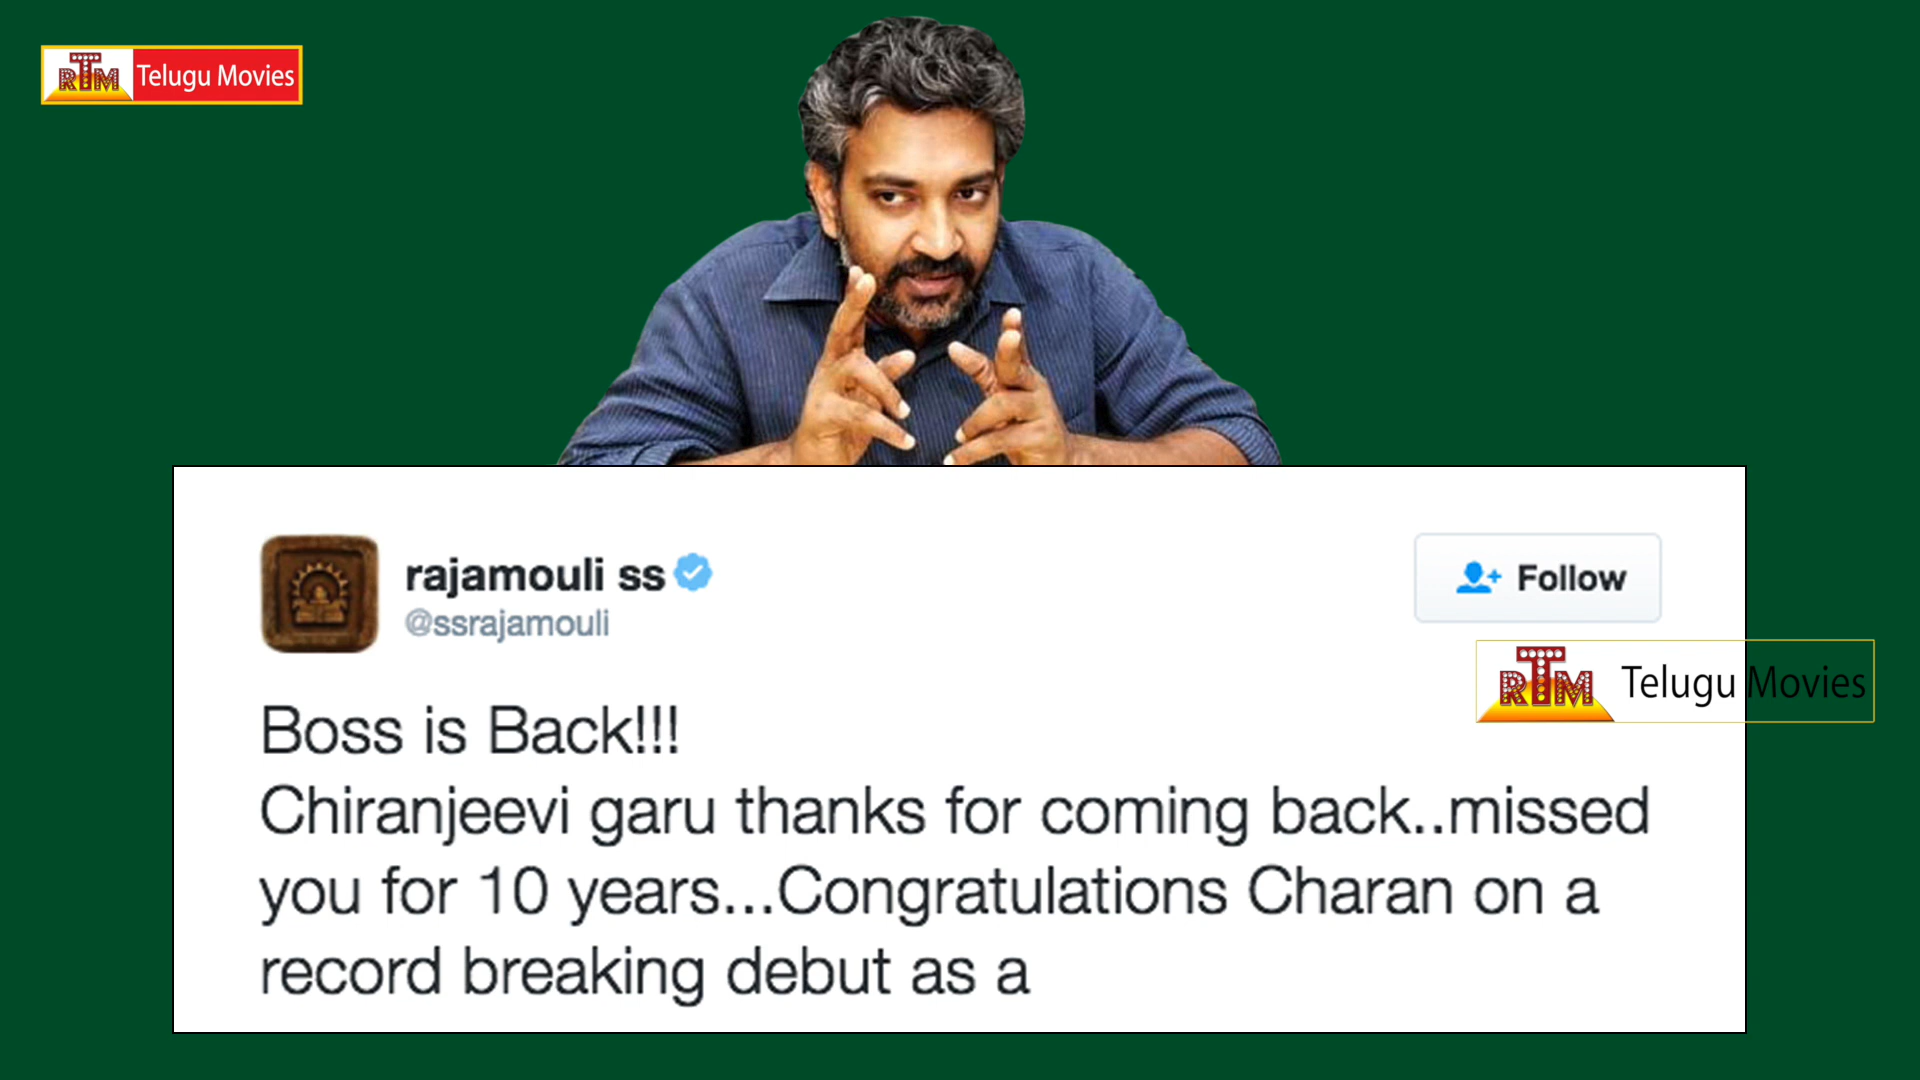 RTM Telugu Movies
rajamouli ss
@ssrajamouli
Follow
RTM Telugu Movies
Boss is Back!!!
Chiranjeevi garu thanks for coming back..missed
you for 10 years...Congratulations Charan on a
record breaking debut as a